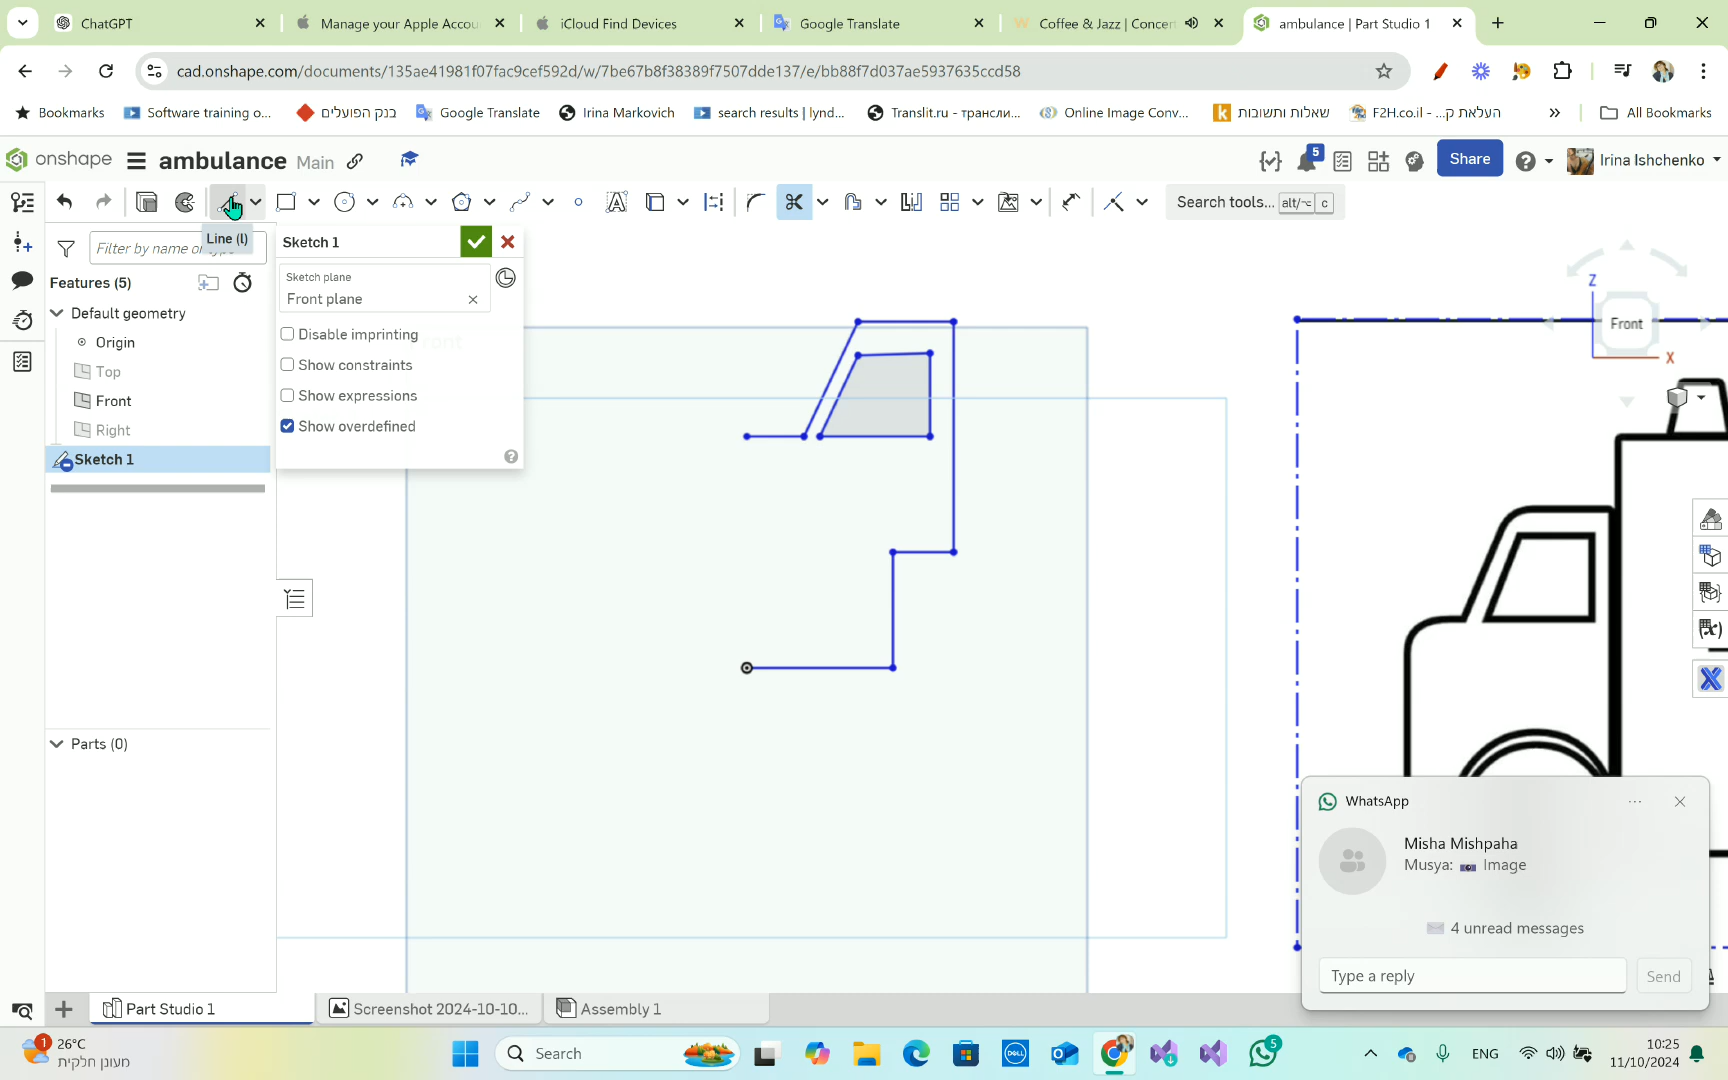 ChatGPT
Manage your Apple Accou
iCloud Find Devices
Google Translate
Coffee & Jazz | Concer
ambulance | Part Studio 1
cad.onshape.com/documents/135ae41981f07fac9cef592d/w/7be67b8f38389f7507dde137/e/bb88f7d037ae5937635ccd58
Bookmarks
Software training o...
בנק הפועלים
Google Translate
Irina Markovich
search results | lynd...
Translit.ru - трансли...
Online Image Conv...
שאלות ותשובות
F2H.co.il - ...העלאת ק
All Bookmarks
onshape
ambulance Main
5
Share
Irina Ishchenko
Search tools... alt/⌥ c
Line (l)
Filter by name or type
Features (5)
Default geometry
Origin
Top
Front
Right
Sketch 1
Parts (0)
Sketch 1
Sketch plane
Front plane
Disable imprinting
Show constraints
Show expressions
Show overdefined
Z
Front
X
WhatsApp
Misha Mishpaha
Musya: Image
4 unread messages
Type a reply
Send
Part Studio 1
Screenshot 2024-10-10...
Assembly 1
1
26°C
מעונן חלקית
Search
DELL
5
ENG
10:25
11/10/2024